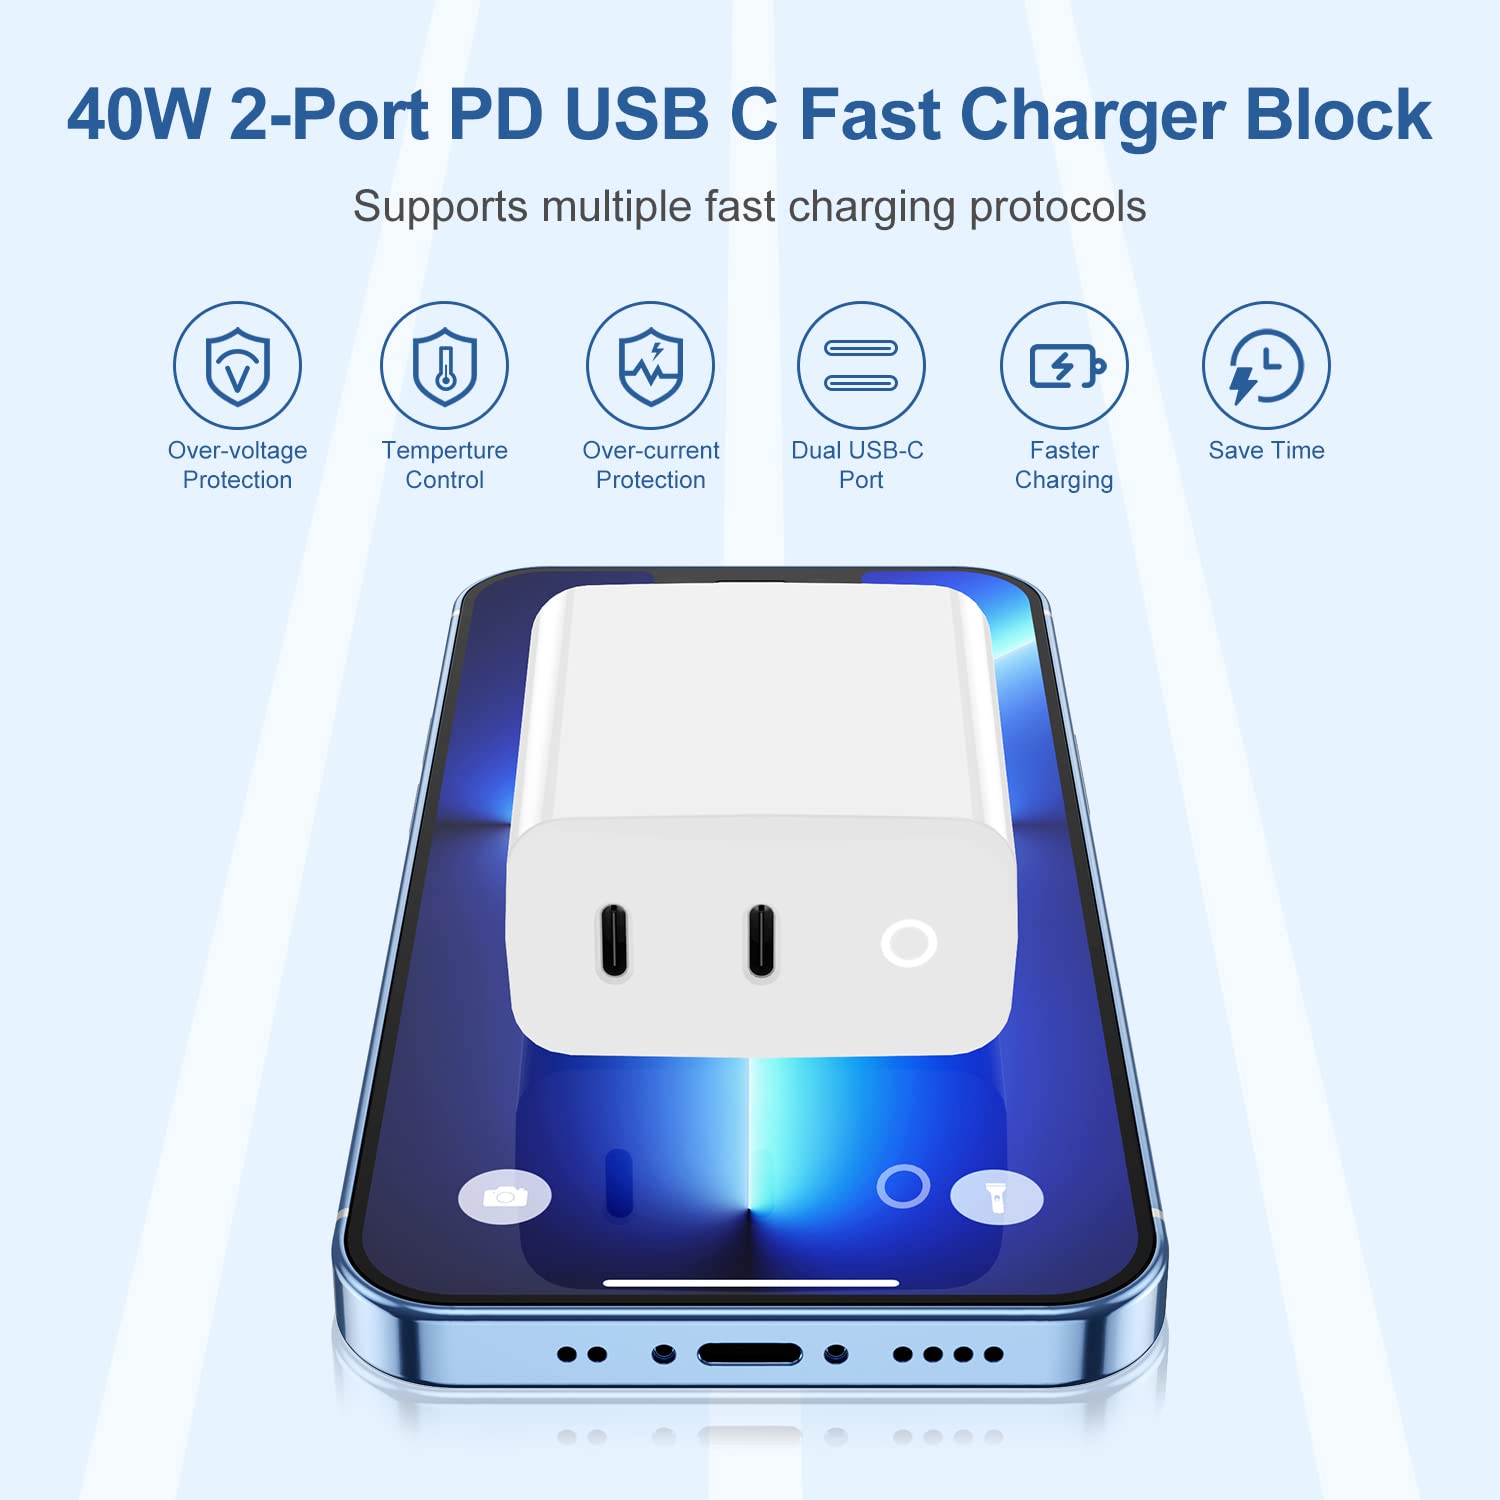 40W 2-Port PD USB C Fast Charger Block
Supports multiple fast charging protocols
Over-voltage
Protection
Temperture
Control
Over-current
Protection
Dual USB-C
Port
Faster
Charging
Save Time